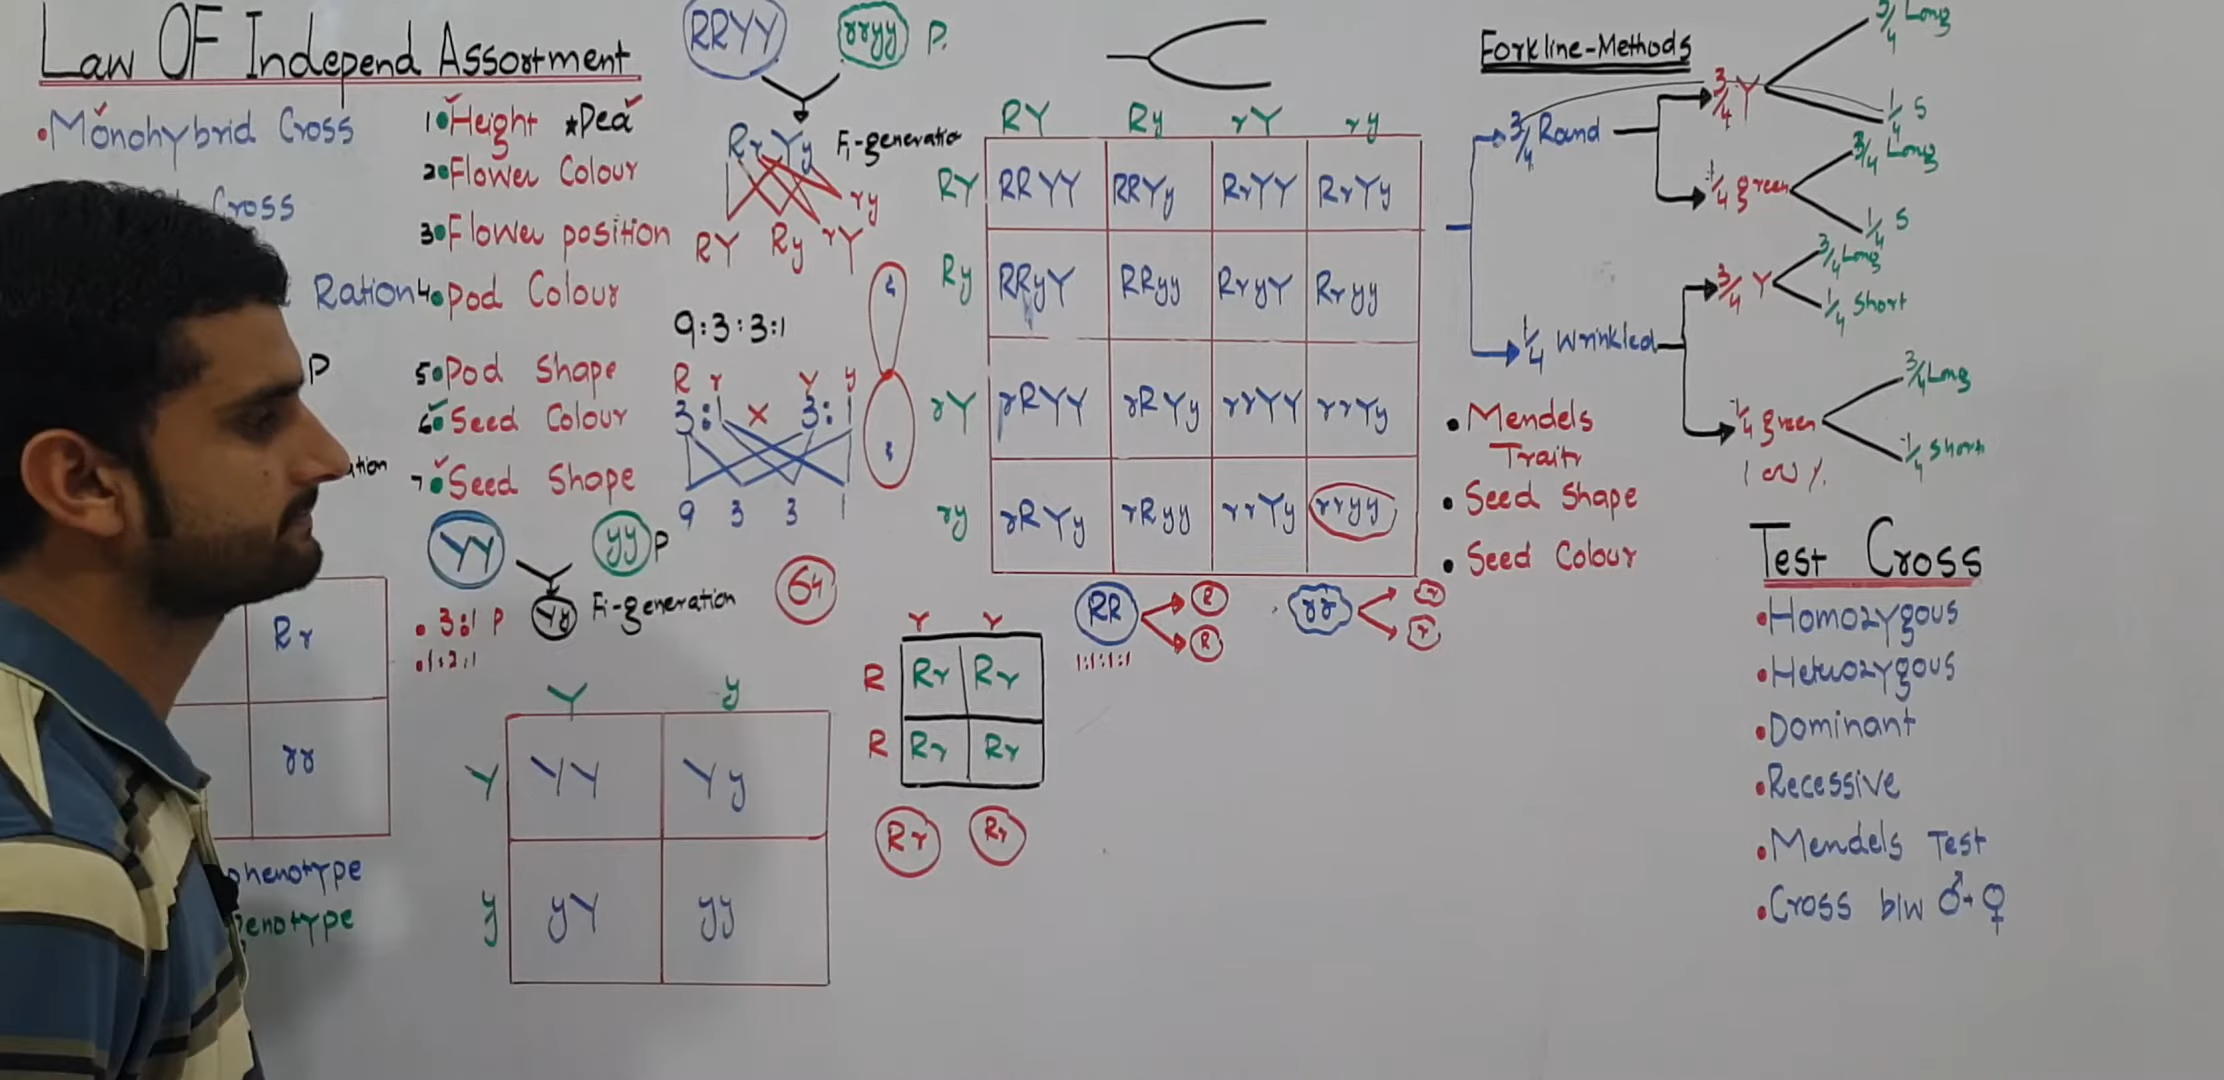 Law OF Independ Assortment
• Monohybrid Cross
Cross
Ration
P
1• Height *Pea
2• Flower Colour
3• Flower position
4• Pod Colour
5• Pod Shape
6• Seed Colour
7• Seed Shape
RRYY rryy P.
RrYy F1-generatio
ry
RY Ry rY
9:3:3:1
R r Y y
3:1 × 3:1
9 3 3 1
YY yy P
Yy F1-generation
• 3:1 P
• 1:2:1
64
Rr
rr
phenotype
genotype
Y y
Y YY Yy
y yY yy
RY Ry rY ry
RY RRYY RRYy RrYY RrYy
Ry RRyY RRyy RryY Rryy
rY rRYY rRYy rrYY rrYy
ry rRYy rRyy rrYy rryy
r r
R Rr Rr
R Rr Rr
Rr Rr
RR R
R
1:1:1:1
rr r
r
Forkline-Methods
3/4 Round
3/4 Y
3/4 Long
1/4 S
1/4 green
3/4 Long
1/4 S
1/4 Wrinkled
3/4 Y
3/4 Long
1/4 Short
1/4 green
3/4 Long
1/4 Short
• Mendels
Traits
• Seed Shape
• Seed Colour
Test Cross
• Homozygous
• Heterozygous
• Dominant
• Recessive
• Mendels Test
• Cross b/w ♂+♀